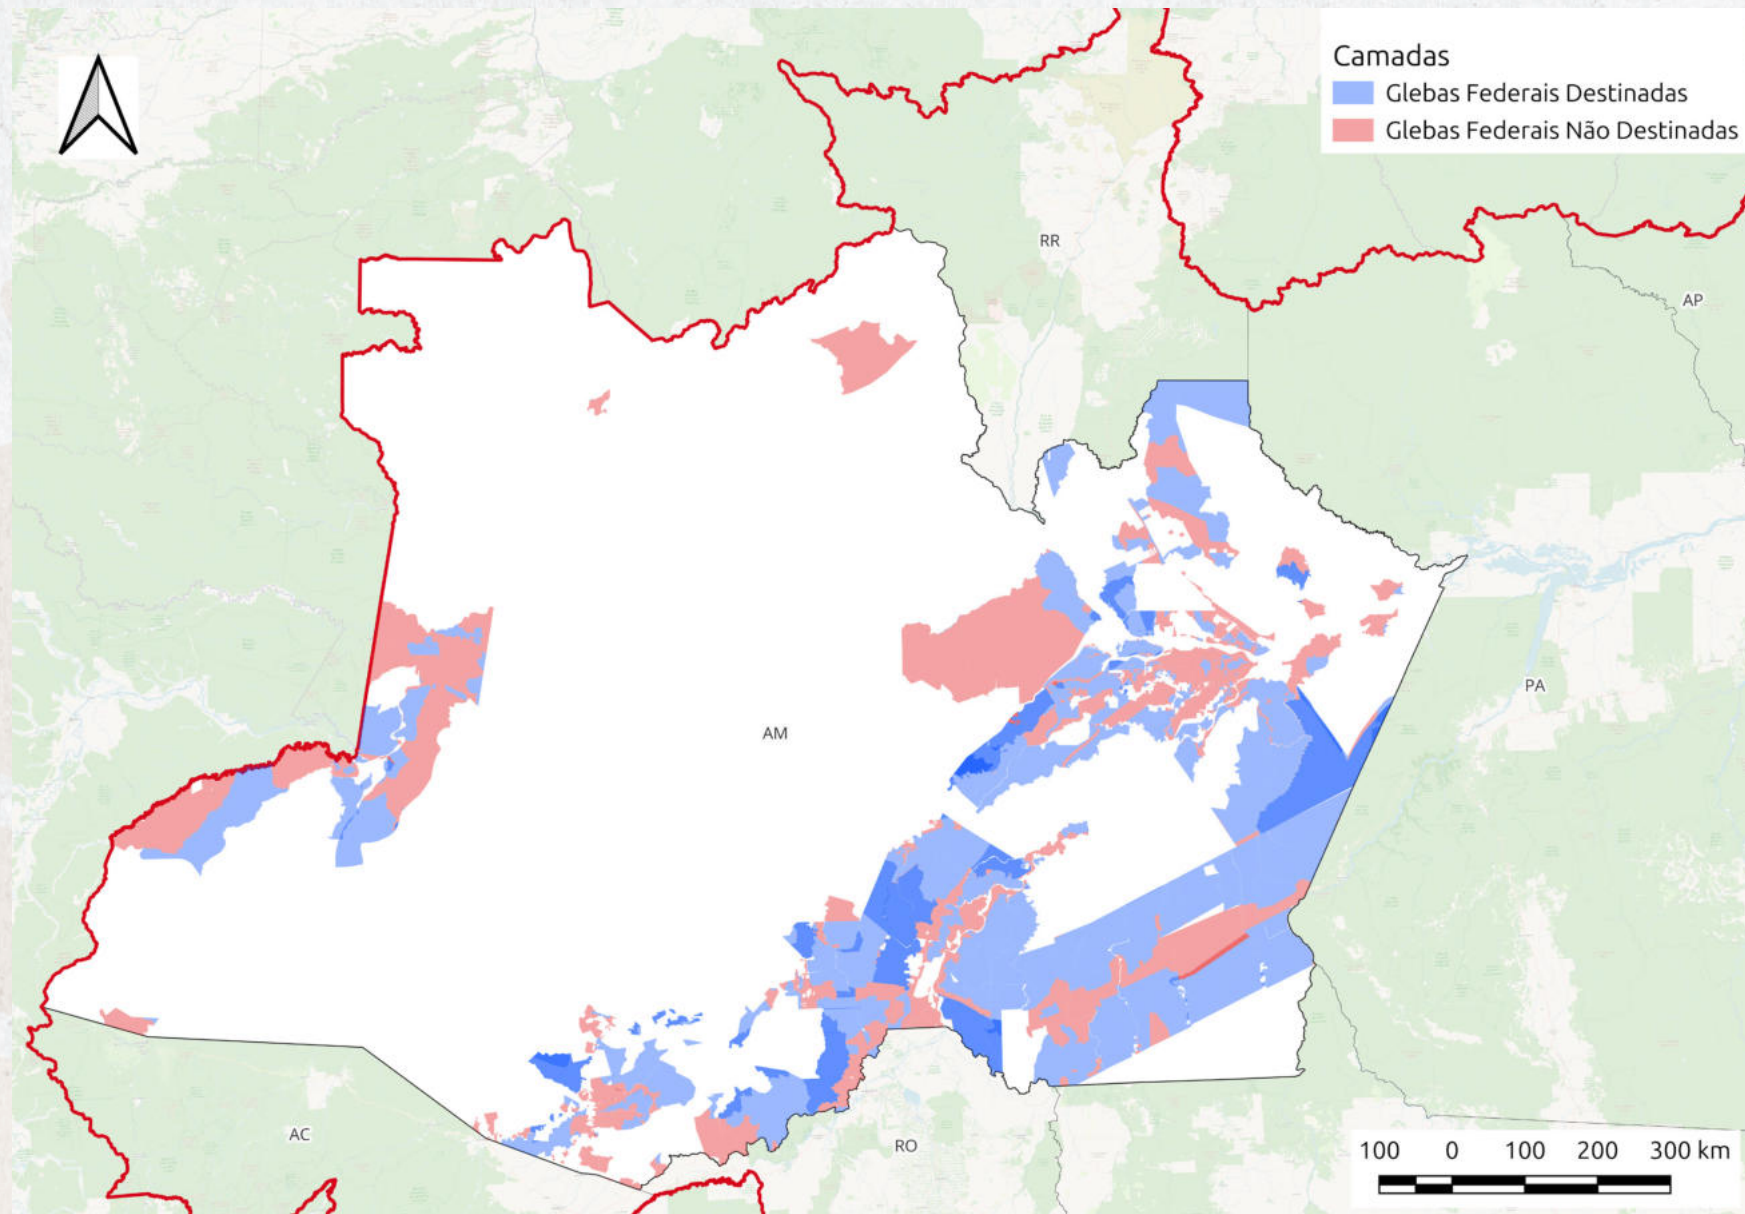 Camadas
Glebas Federais Destinadas
Glebas Federais Não Destinadas
RR
AP
PA
AM
AC
RO
100 0 100 200 300 km